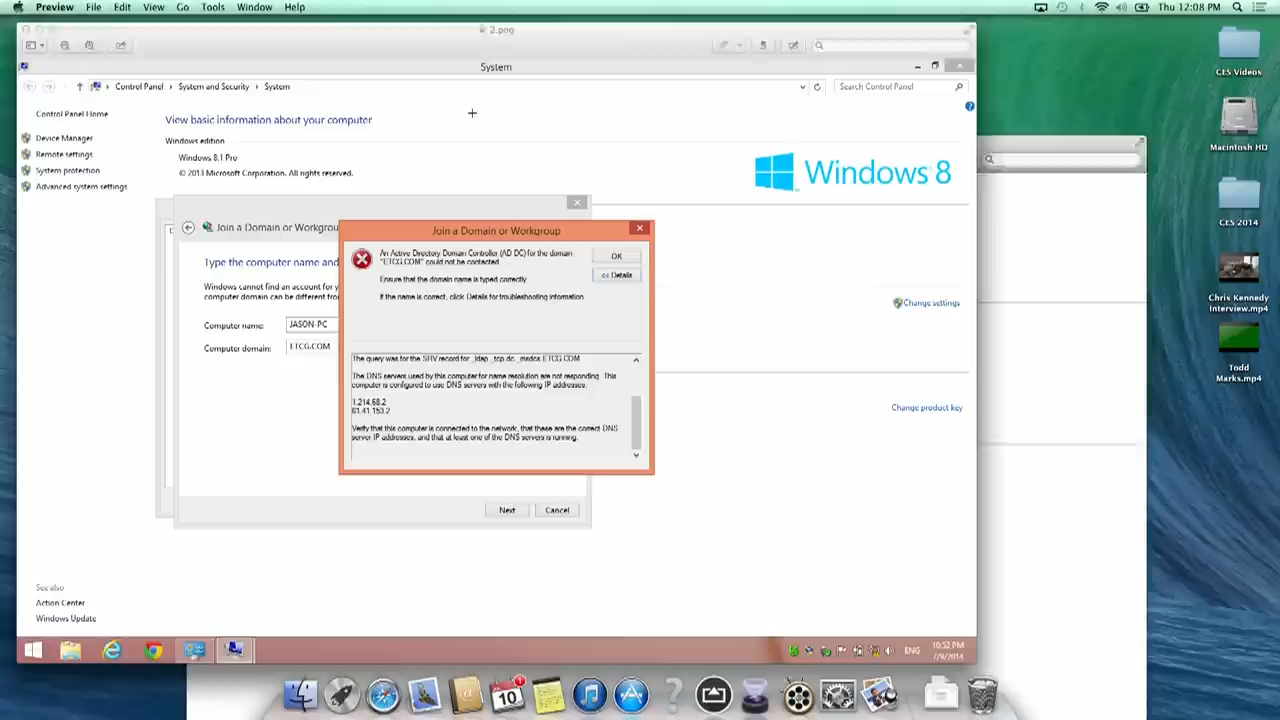 Preview File Edit View Go Tools Window Help
Thu 12:08 PM
2.png
System
Control Panel System and Security System
Search Control Panel
Control Panel Home
Device Manager
Remote settings
System protection
Advanced system settings
View basic information about your computer
Windows edition
Windows 8.1 Pro
© 2013 Microsoft Corporation. All rights reserved.
Windows 8
Join a Domain or Workgrou
Type the computer name and
Windows cannot find an account for y
computer domain can be different fro
Computer name: JASON-PC
Computer domain: ETCG.COM
Next Cancel
Join a Domain or Workgroup
An Active Directory Domain Controller (AD DC) for the domain
"ETCG.COM" could not be contacted.
Ensure that the domain name is typed correctly.
If the name is correct, click Details for troubleshooting information.
OK
<< Details
The query was for the SRV record for _ldap._tcp.dc._msdcs.ETCG.COM
The DNS servers used by this computer for name resolution are not responding. This
computer is configured to use DNS servers with the following IP addresses:
1.214.68.2
61.41.153.2
Verify that this computer is connected to the network, that these are the correct DNS
server IP addresses, and that at least one of the DNS servers is running.
Change settings
Change product key
See also
Action Center
Windows Update
ENG
10:52 PM
7/9/2014
CES Videos
Macintosh HD
CES 2014
Chris Kennedy
Interview.mp4
Todd
Marks.mp4
10
1